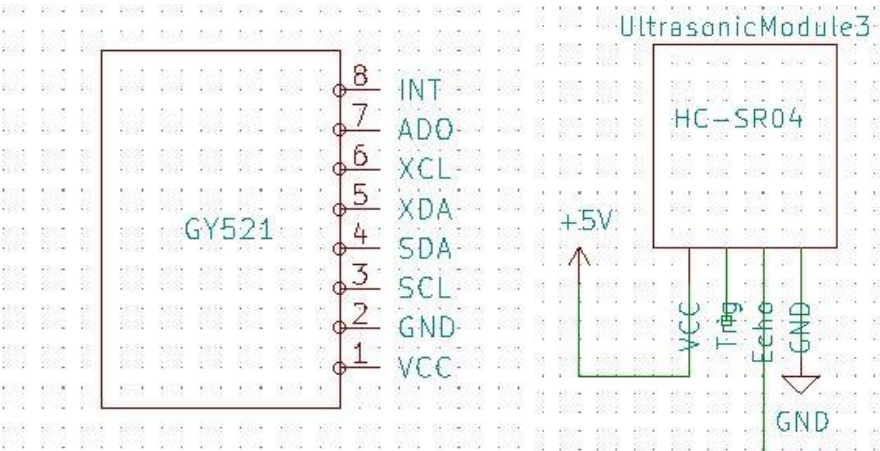 GY521
8 INT
7 ADO
6 XCL
5 XDA
4 SDA
3 SCL
2 GND
1 VCC
UltrasonicModule3
HC-SR04
+5V
VCC
Trig
Echo
GND
GND